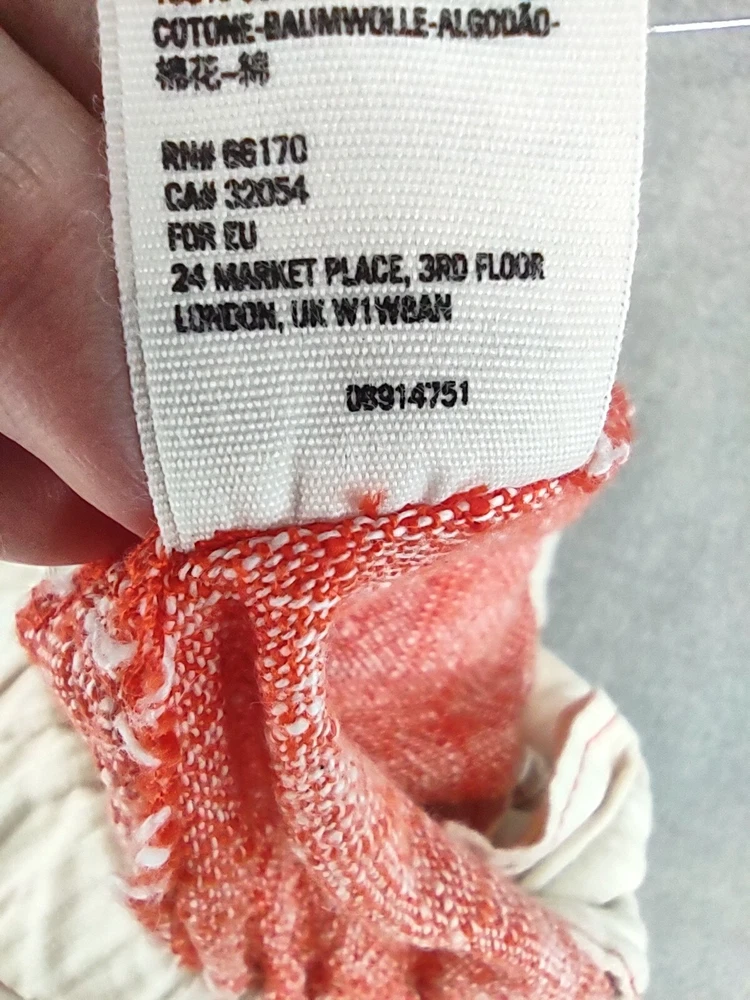 COTONE-BAUMWOLLE-ALGODÃO-
棉花-綿
RN# 66170
CA# 32054
FOR EU
24 MARKET PLACE, 3RD FLOOR
LONDON, UK W1W8AN
08914751